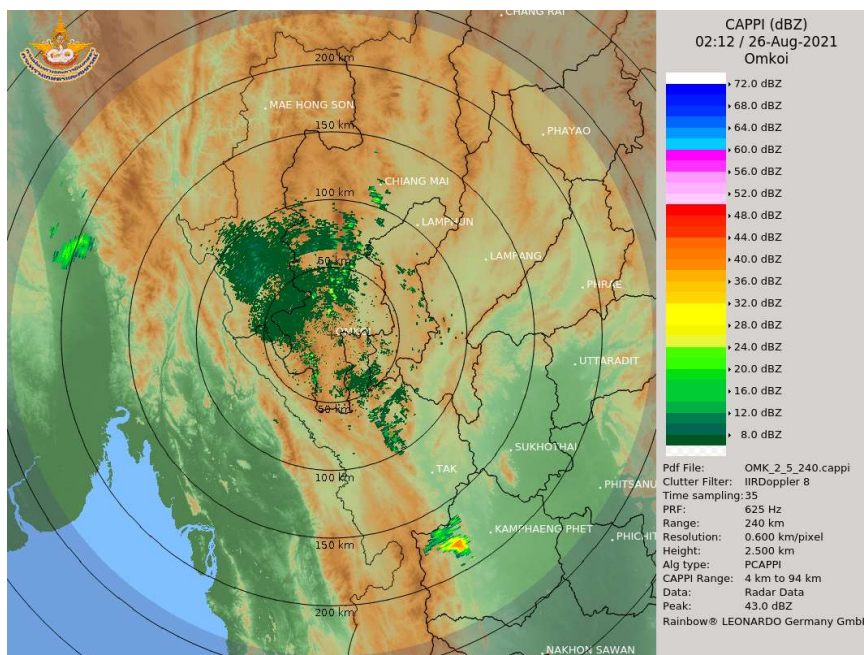 CHANG RAI
200 km
MAE HONG SON
150 km
PHAYAO
CHIANG MAI
100 km
LAMPHUN
50 km
LAMPANG
PHRAE
OMKOI
UTTARADIT
50 km
SUKHOTHAI
TAK
100 km
PHITSANU
KAMPHAENG PHET
PHICHIT
150 km
200 km
NAKHON SAWAN
CAPPI (dBZ)
02:12 / 26-Aug-2021
Omkoi
72.0 dBZ
68.0 dBZ
64.0 dBZ
60.0 dBZ
56.0 dBZ
52.0 dBZ
48.0 dBZ
44.0 dBZ
40.0 dBZ
36.0 dBZ
32.0 dBZ
28.0 dBZ
24.0 dBZ
20.0 dBZ
16.0 dBZ
12.0 dBZ
8.0 dBZ
Pdf File: OMK_2_5_240.cappi
Clutter Filter: IIRDoppler 8
Time sampling: 35
PRF: 625 Hz
Range: 240 km
Resolution: 0.600 km/pixel
Height: 2.500 km
Alg type: PCAPPI
CAPPI Range: 4 km to 94 km
Data: Radar Data
Peak: 43.0 dBZ
Rainbow® LEONARDO Germany GmbH